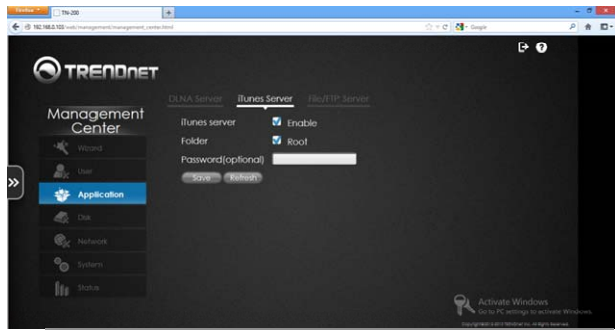 Firefox
TN-200
192.168.0.103/web/management/management_center.html
Google
TRENDNET
DLNA Server iTunes Server File/FTP Server
Management
Center
iTunes server Enable
Folder Root
Password(optional)
Save Refresh
Wizard
User
Application
Disk
Network
System
Status
Activate Windows
Go to PC settings to activate Windows.